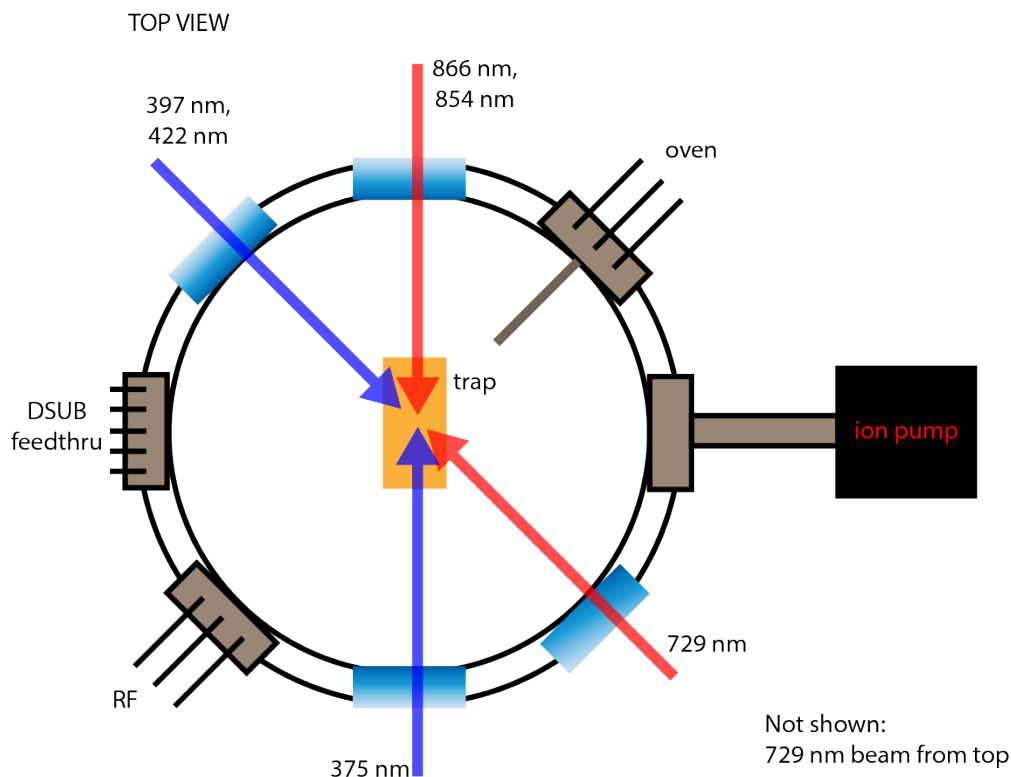 TOP VIEW
866 nm,
854 nm
397 nm,
422 nm
oven
trap
DSUB
feedthru
ion pump
729 nm
RF
375 nm
Not shown:
729 nm beam from top